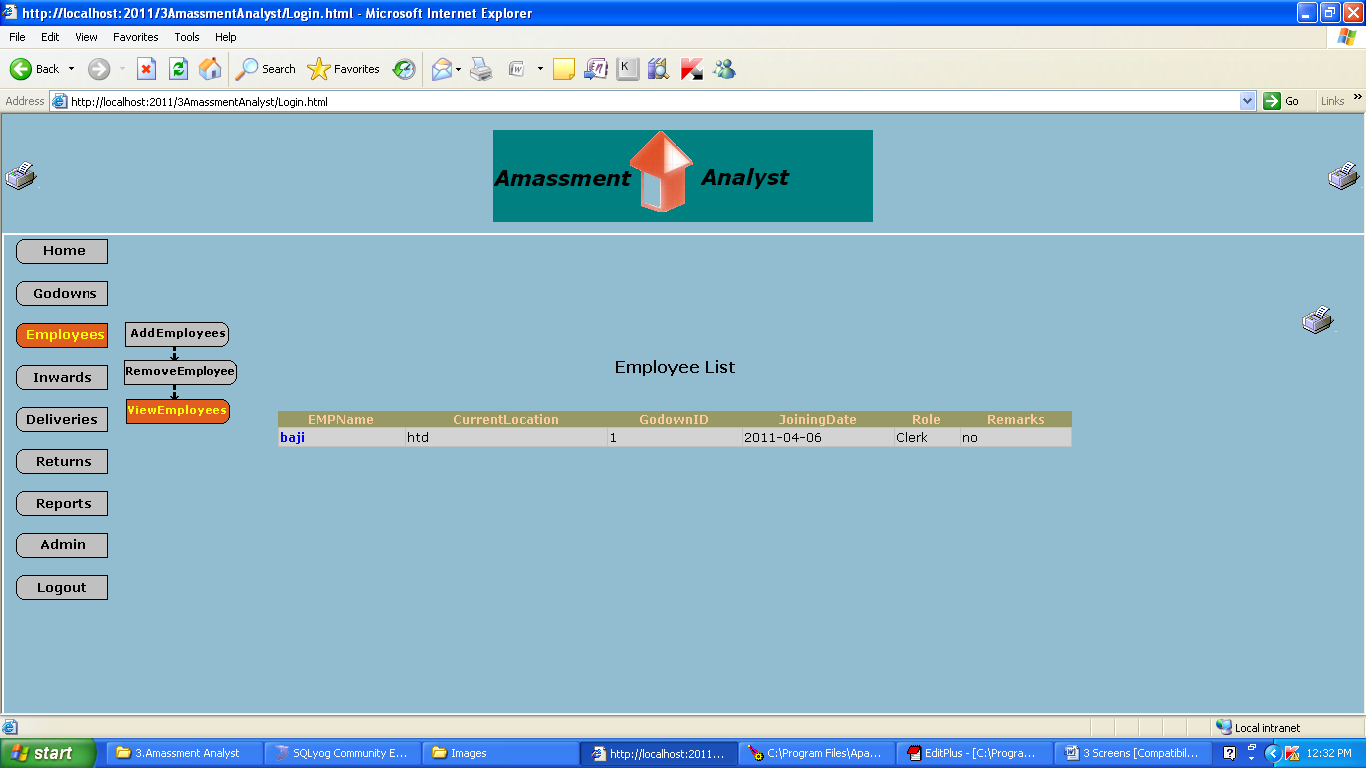 http://localhost:2011/3AmassmentAnalyst/Login.html - Microsoft Internet Explorer
File Edit View Favorites Tools Help
Back Search Favorites W K
Address http://localhost:2011/3AmassmentAnalyst/Login.html Go Links »
Amassment Analyst
Home
Godowns
Employees AddEmployees
RemoveEmployee
Employee List
Inwards
ViewEmployees
Deliveries
EMPName CurrentLocation GodownID JoiningDate Role Remarks
baji htd 1 2011-04-06 Clerk no
Returns
Reports
Admin
Logout
Local intranet
start 3.Amassment Analyst SQLyog Community E... Images http://localhost:2011... C:\Program Files\Apa... EditPlus - [C:\Progra... 3 Screens [Compatibil... ? 12:32 PM